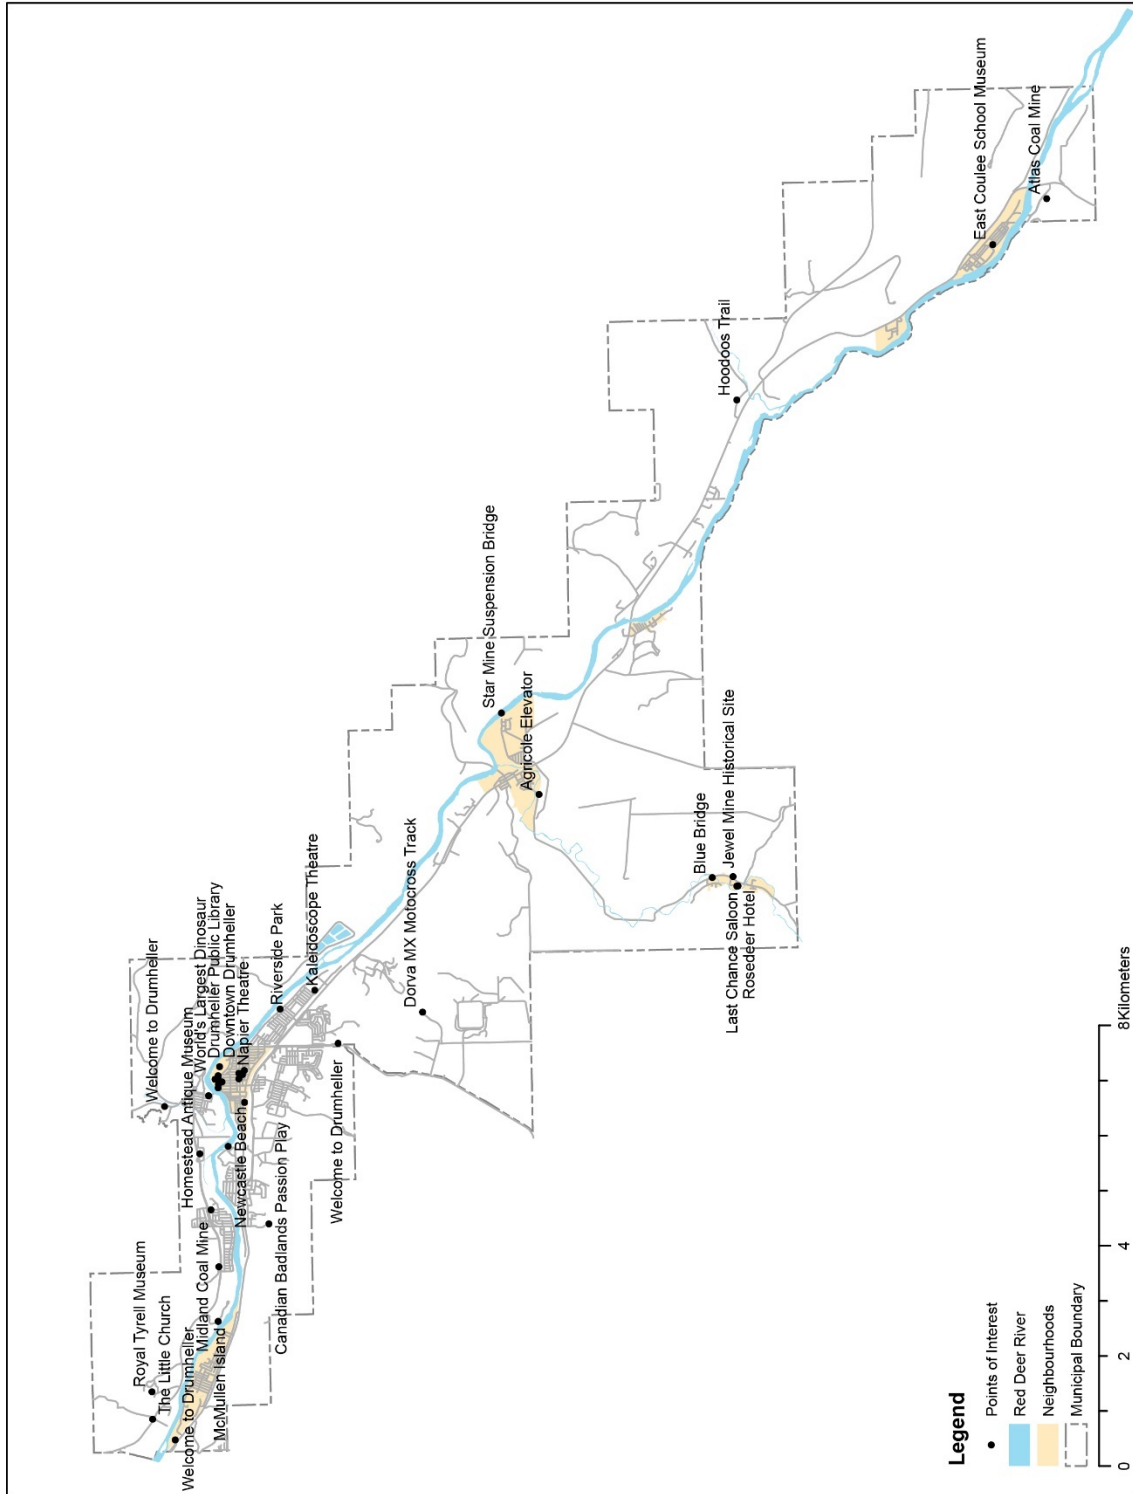 Welcome to Drumheller
Royal Tyrell Museum
The Little Church
Welcome to Drumheller
McMullen Island
Midland Coal Mine
Homestead Antique Museum
World's Largest Dinosaur
Drumheller Public Library
Downtown Drumheller
Napier Theatre
Newcastle Beach
Canadian Badlands Passion Play
Welcome to Drumheller
Riverside Park
Kaleidoscope Theatre
Dorva MX Motocross Track
Star Mine Suspension Bridge
Agricole Elevator
Blue Bridge
Jewel Mine Historical Site
Last Chance Saloon
Rosedeer Hotel
Hoodoos Trail
East Coulee School Museum
Atlas Coal Mine
Legend
Points of Interest
Red Deer River
Neighbourhoods
Municipal Boundary
0 2 4 8 Kilometers